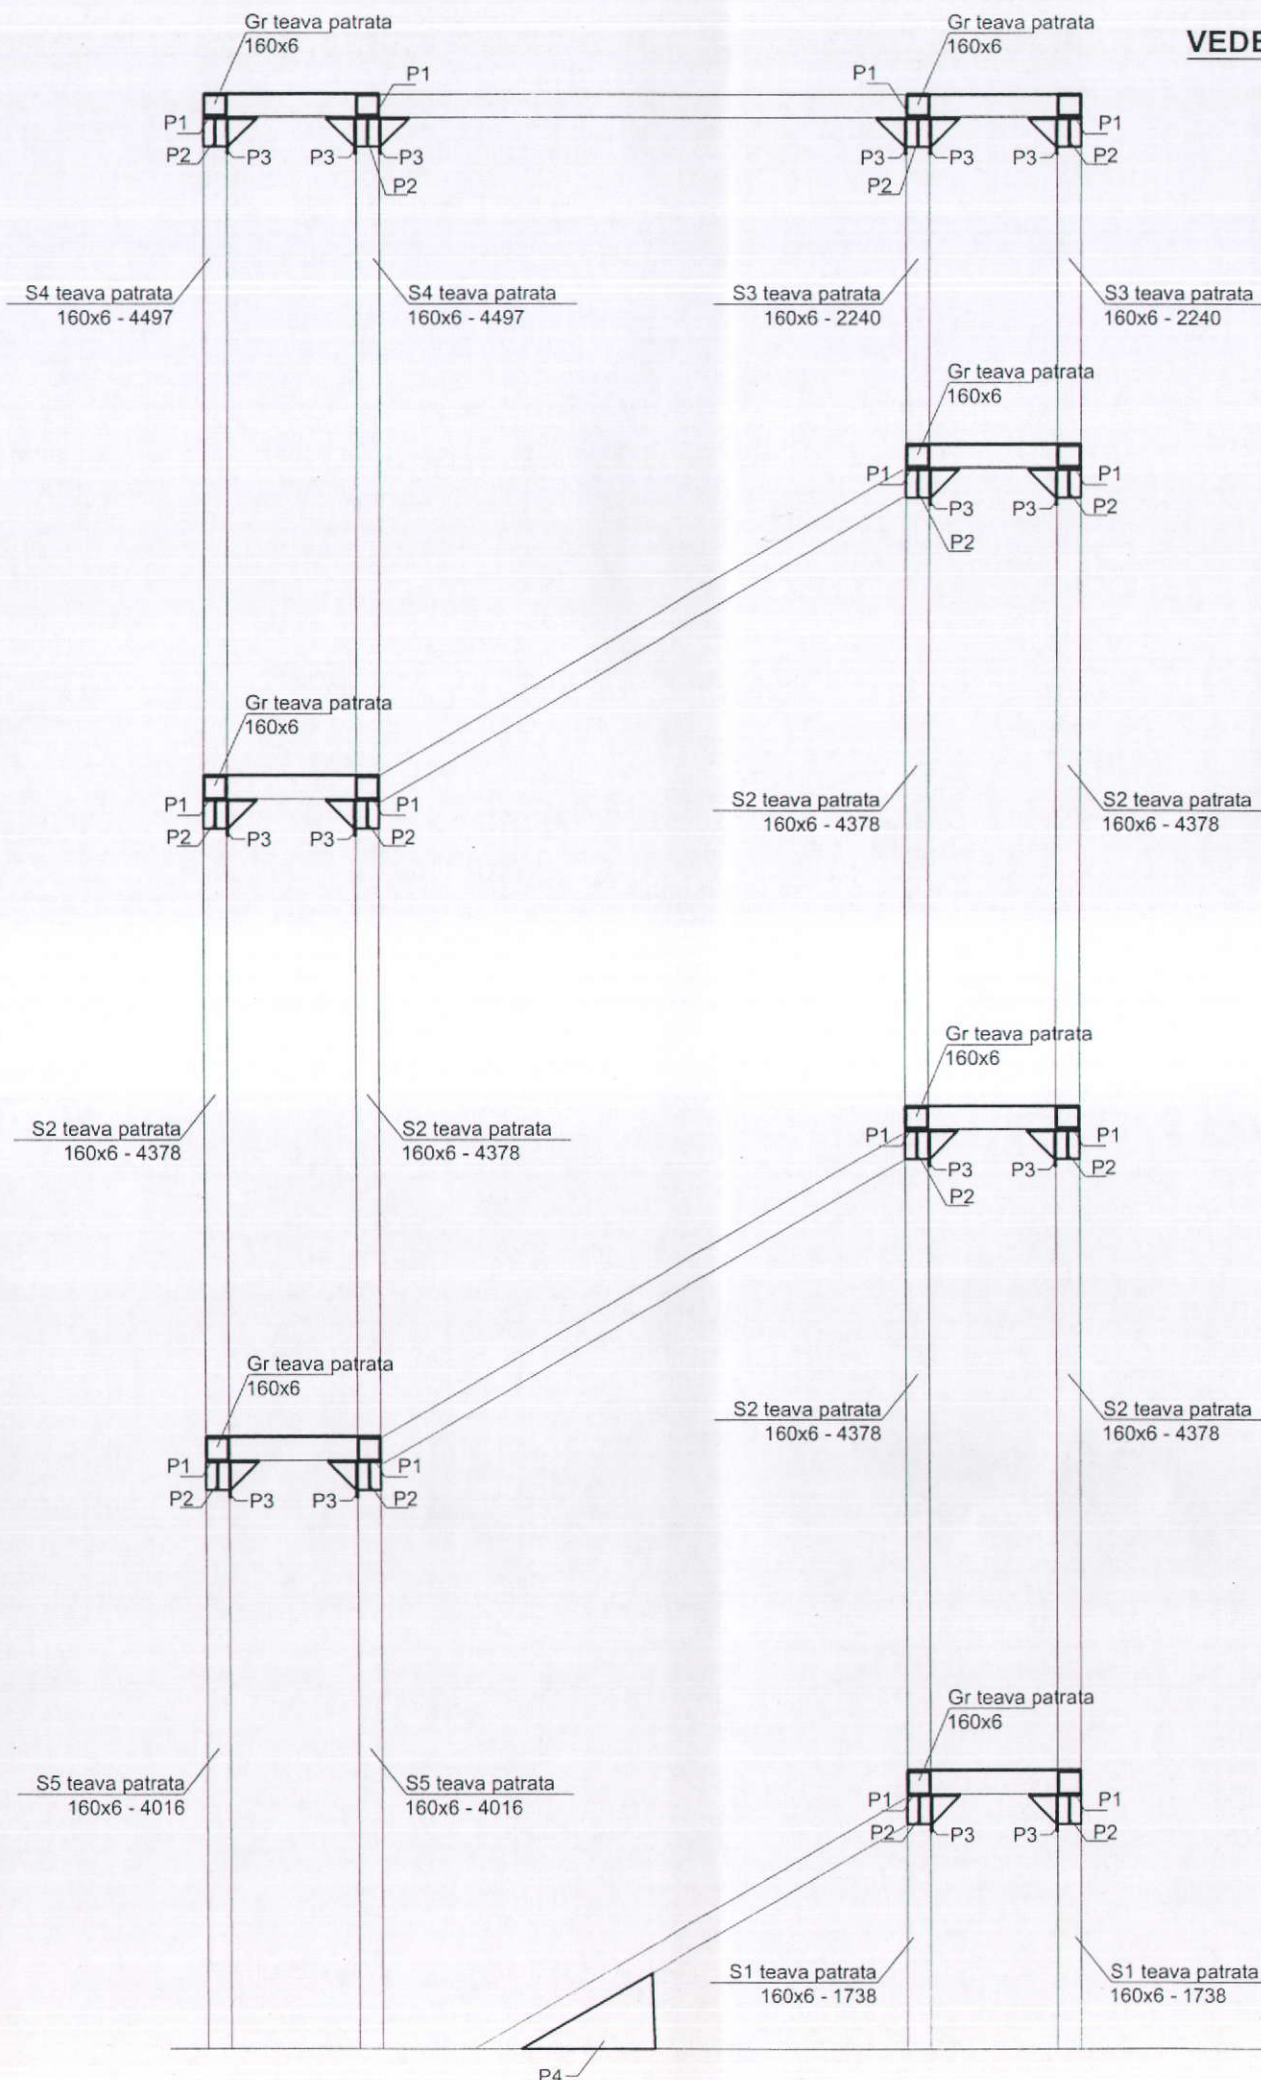 Gr teava patrata
160x6
Gr teava patrata
160x6
VEDE
P1
P1
P1
P1
P2
P3
P3
P3
P2
P3
P2
P3
P3
P2
S4 teava patrata
160x6 - 4497
S4 teava patrata
160x6 - 4497
S3 teava patrata
160x6 - 2240
S3 teava patrata
160x6 - 2240
Gr teava patrata
160x6
P1
P3
P2
P3
P1
P2
Gr teava patrata
160x6
P1
P2
P3
P3
P1
P2
S2 teava patrata
160x6 - 4378
S2 teava patrata
160x6 - 4378
Gr teava patrata
160x6
S2 teava patrata
160x6 - 4378
S2 teava patrata
160x6 - 4378
P1
P3
P2
P3
P1
P2
Gr teava patrata
160x6
S2 teava patrata
160x6 - 4378
S2 teava patrata
160x6 - 4378
P1
P2
P3
P3
P1
P2
Gr teava patrata
160x6
S5 teava patrata
160x6 - 4016
S5 teava patrata
160x6 - 4016
P1
P2
P3
P3
P1
P2
S1 teava patrata
160x6 - 1738
S1 teava patrata
160x6 - 1738
P4